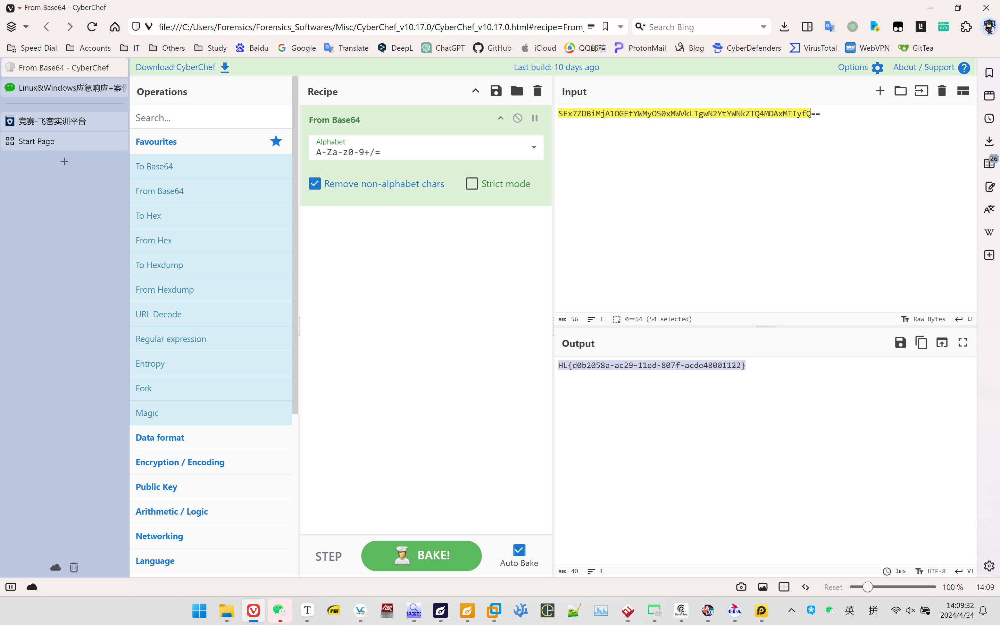 From Base64 - CyberChef
file:///C:/Users/Forensics/Forensics_Softwares/Misc/CyberChef_v10.17.0/CyberChef_v10.17.0.html#recipe=From_
Search Bing
Speed Dial
Accounts
IT
Others
Study
Baidu
Google
Translate
DeepL
ChatGPT
GitHub
iCloud
QQ邮箱
ProtonMail
Blog
CyberDefenders
VirusTotal
WebVPN
GitTea
From Base64 - CyberChef
Linux&Windows应急响应+案例
竞赛-飞客实训平台
Start Page
Download CyberChef
Last build: 10 days ago
Options
About / Support
Operations
Search...
Favourites
To Base64
From Base64
To Hex
From Hex
To Hexdump
From Hexdump
URL Decode
Regular expression
Entropy
Fork
Magic
Data format
Encryption / Encoding
Public Key
Arithmetic / Logic
Networking
Language
Recipe
From Base64
Alphabet
A-Za-z0-9+/=
Remove non-alphabet chars
Strict mode
STEP
BAKE!
Auto Bake
Input
SEx7ZDBiMjA1OGEtYWMyOS0xMWVkLTgwN2YtYWNkZTQ4MDAxMTIyfQ==
ABC 56
1
0→54 (54 selected)
Raw Bytes
LF
Output
HL{d0b2058a-ac29-11ed-807f-acde48001122}
ABC 40
1
1ms
UTF-8
VT
26
Reset
100 %
14:09
英
拼
14:09:32
2024/4/24